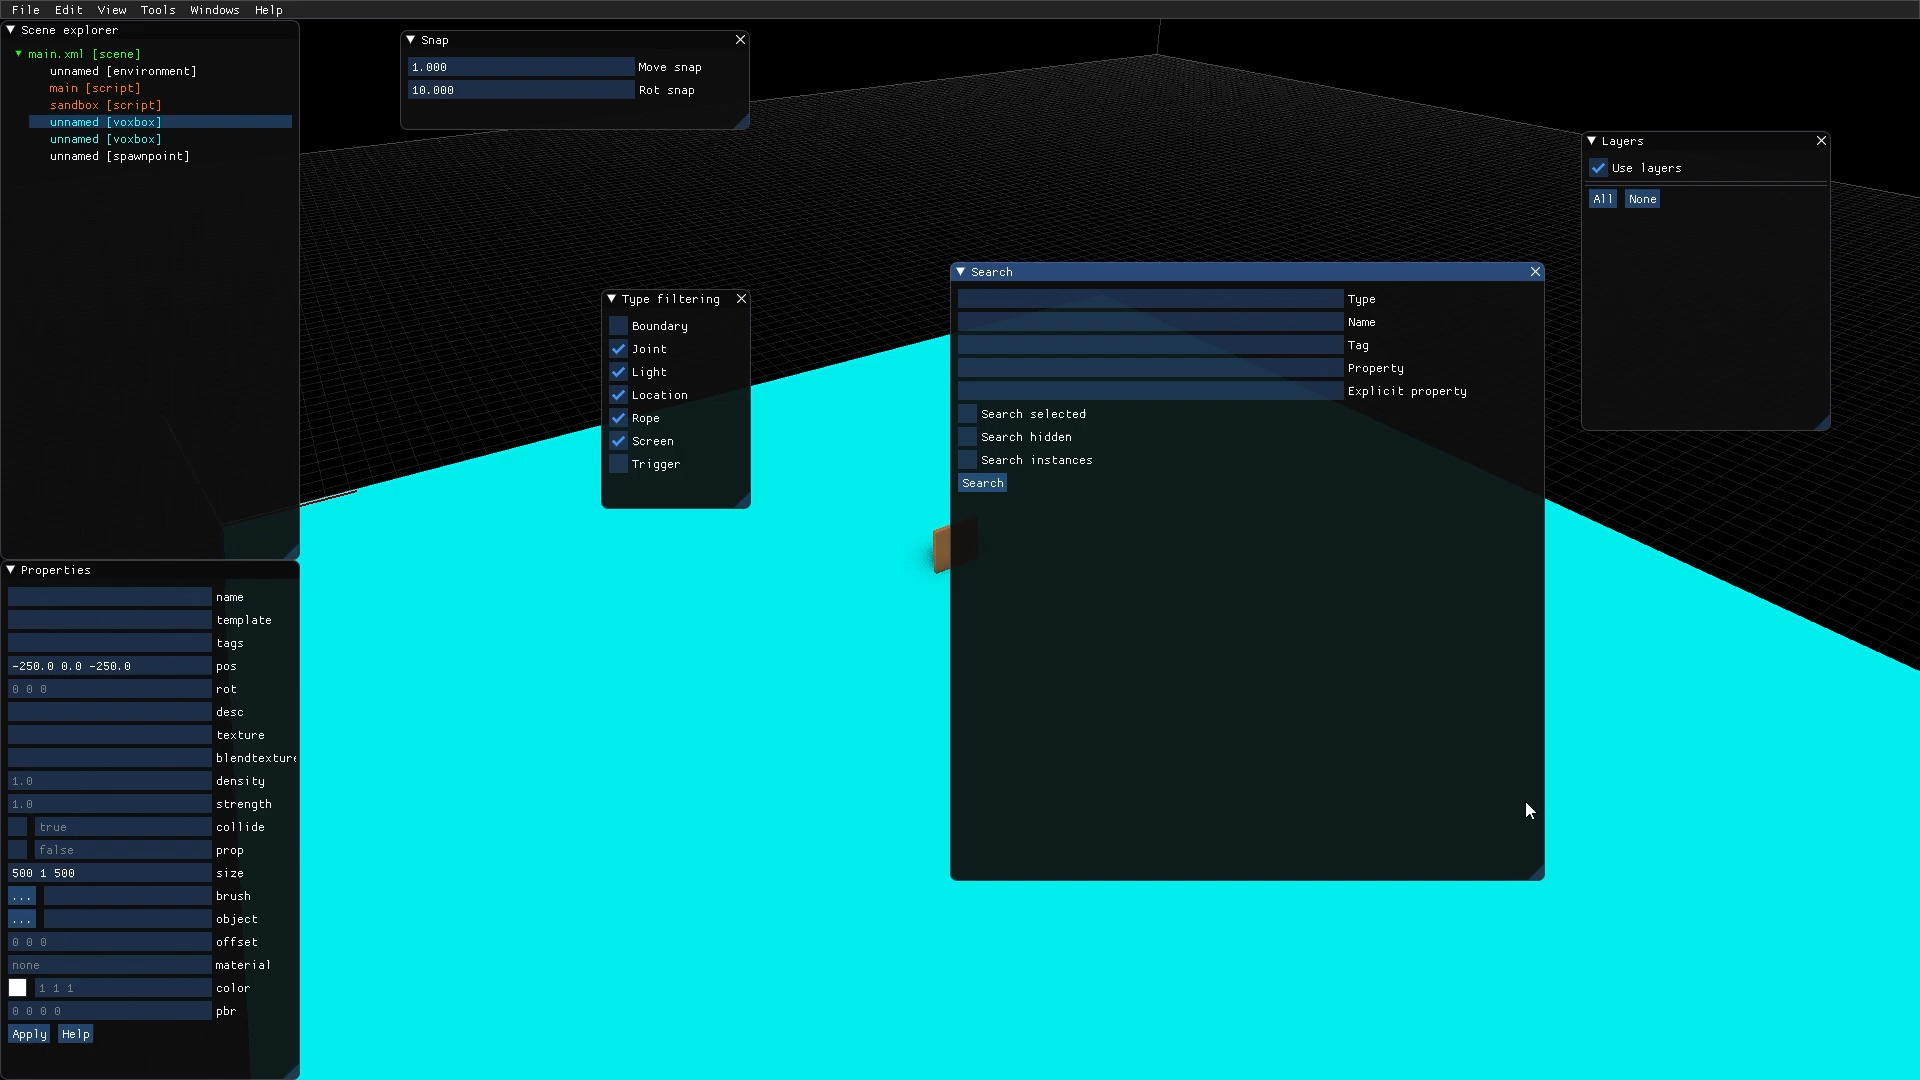 File Edit View Tools Windows Help
Scene explorer
main.xml [scene]
unnamed [environment]
main [script]
sandbox [script]
unnamed [voxbox]
unnamed [voxbox]
unnamed [spawnpoint]
Snap
1.000 Move snap
10.000 Rot snap
Layers
Use layers
All None
Type filtering
Boundary
Joint
Light
Location
Rope
Screen
Trigger
Search
Type
Name
Tag
Property
Explicit property
Search selected
Search hidden
Search instances
Search
Properties
name
template
tags
-250.0 0.0 -250.0 pos
0 0 0 rot
desc
texture
blendtexture
1.0 density
1.0 strength
true collide
false prop
500 1 500 size
... brush
... object
0 0 0 offset
none material
1 1 1 color
0 0 0 0 pbr
Apply Help